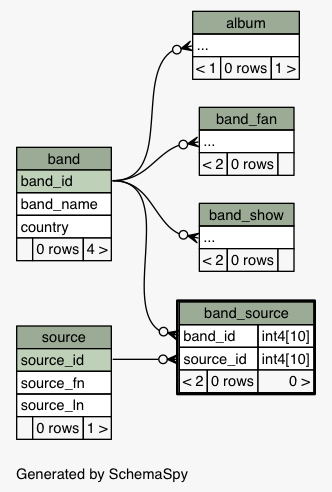 album
...
< 1 0 rows 1 >
band_fan
...
< 2 0 rows
band
band_id
band_name
country
0 rows 4 >
band_show
...
< 2 0 rows
band_source
band_id int4[10]
source_id int4[10]
< 2 0 rows 0 >
source
source_id
source_fn
source_ln
0 rows 1 >
Generated by SchemaSpy